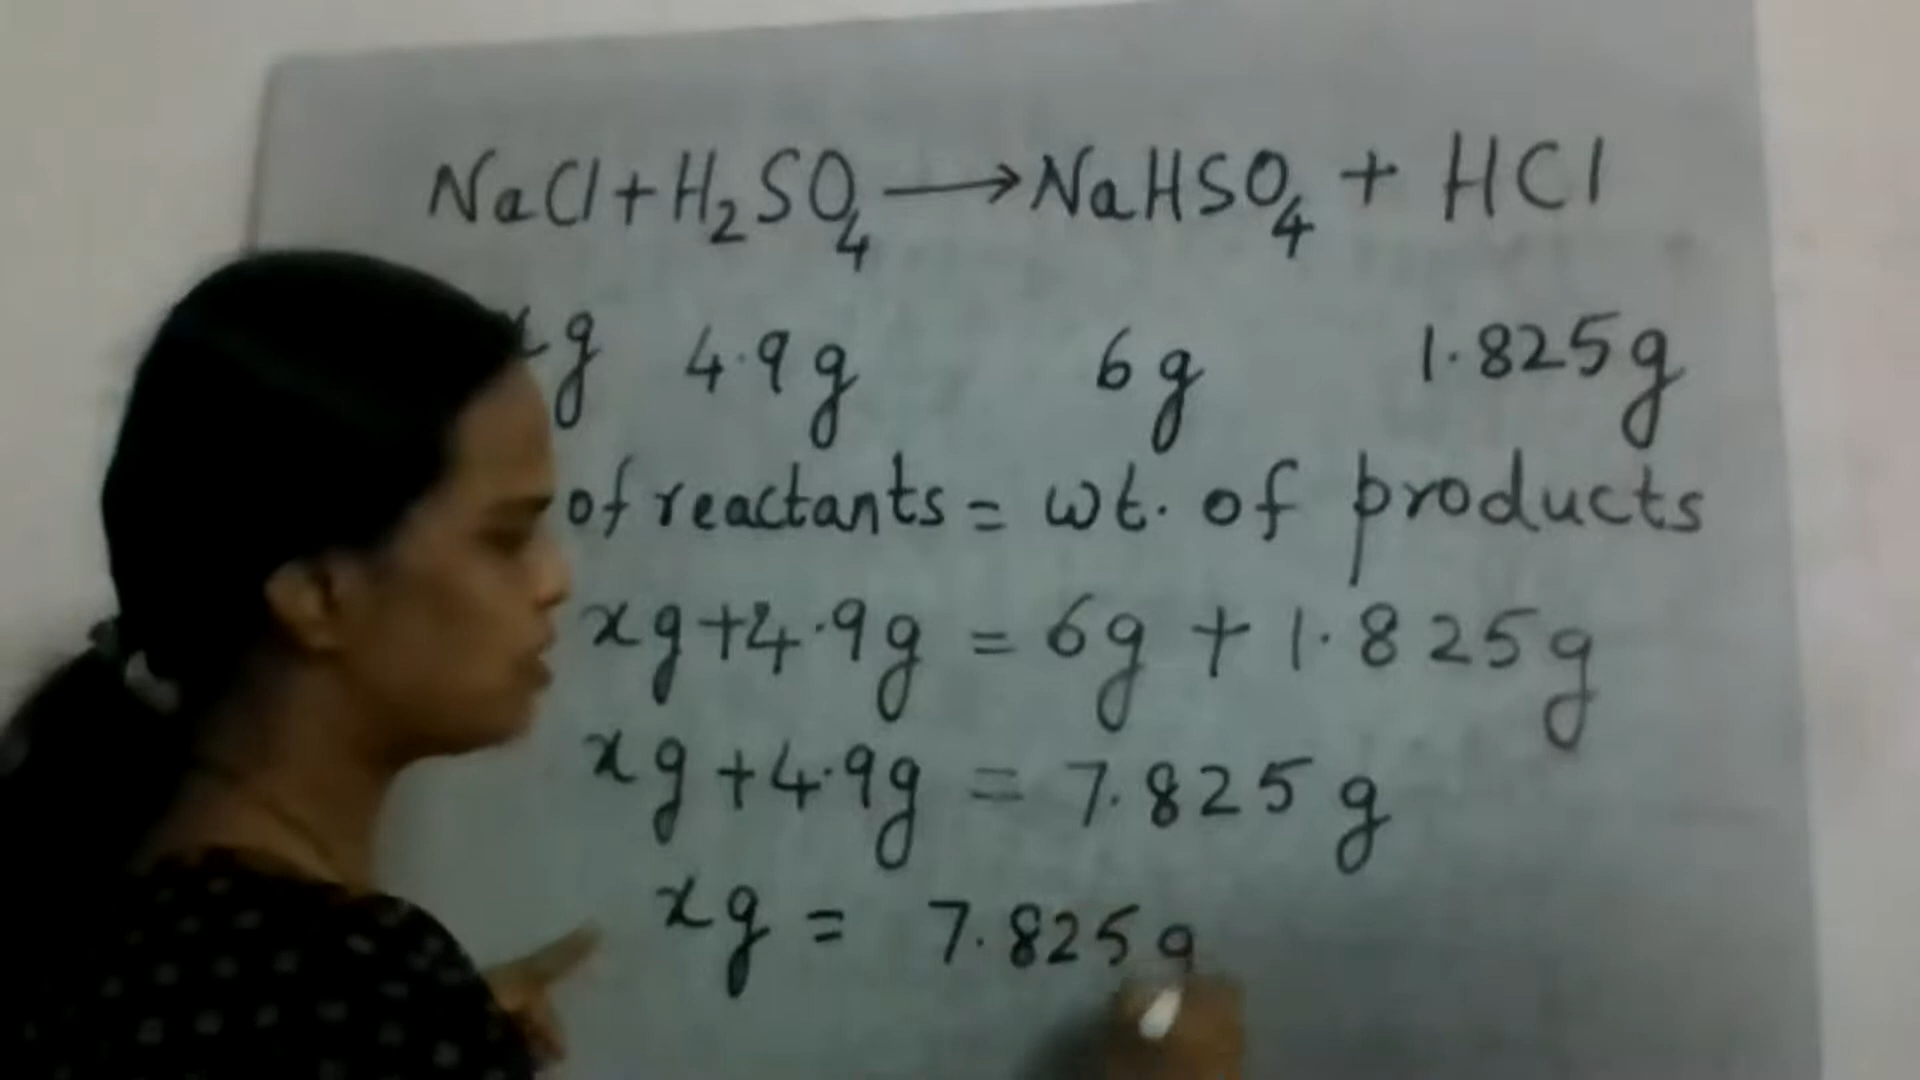 NaCl + H₂SO₄ → NaHSO₄ + HCl
xg 4.9g 6g 1.825g
of reactants = wt. of products
xg + 4.9g = 6g + 1.825g
xg + 4.9g = 7.825g
xg = 7.825g